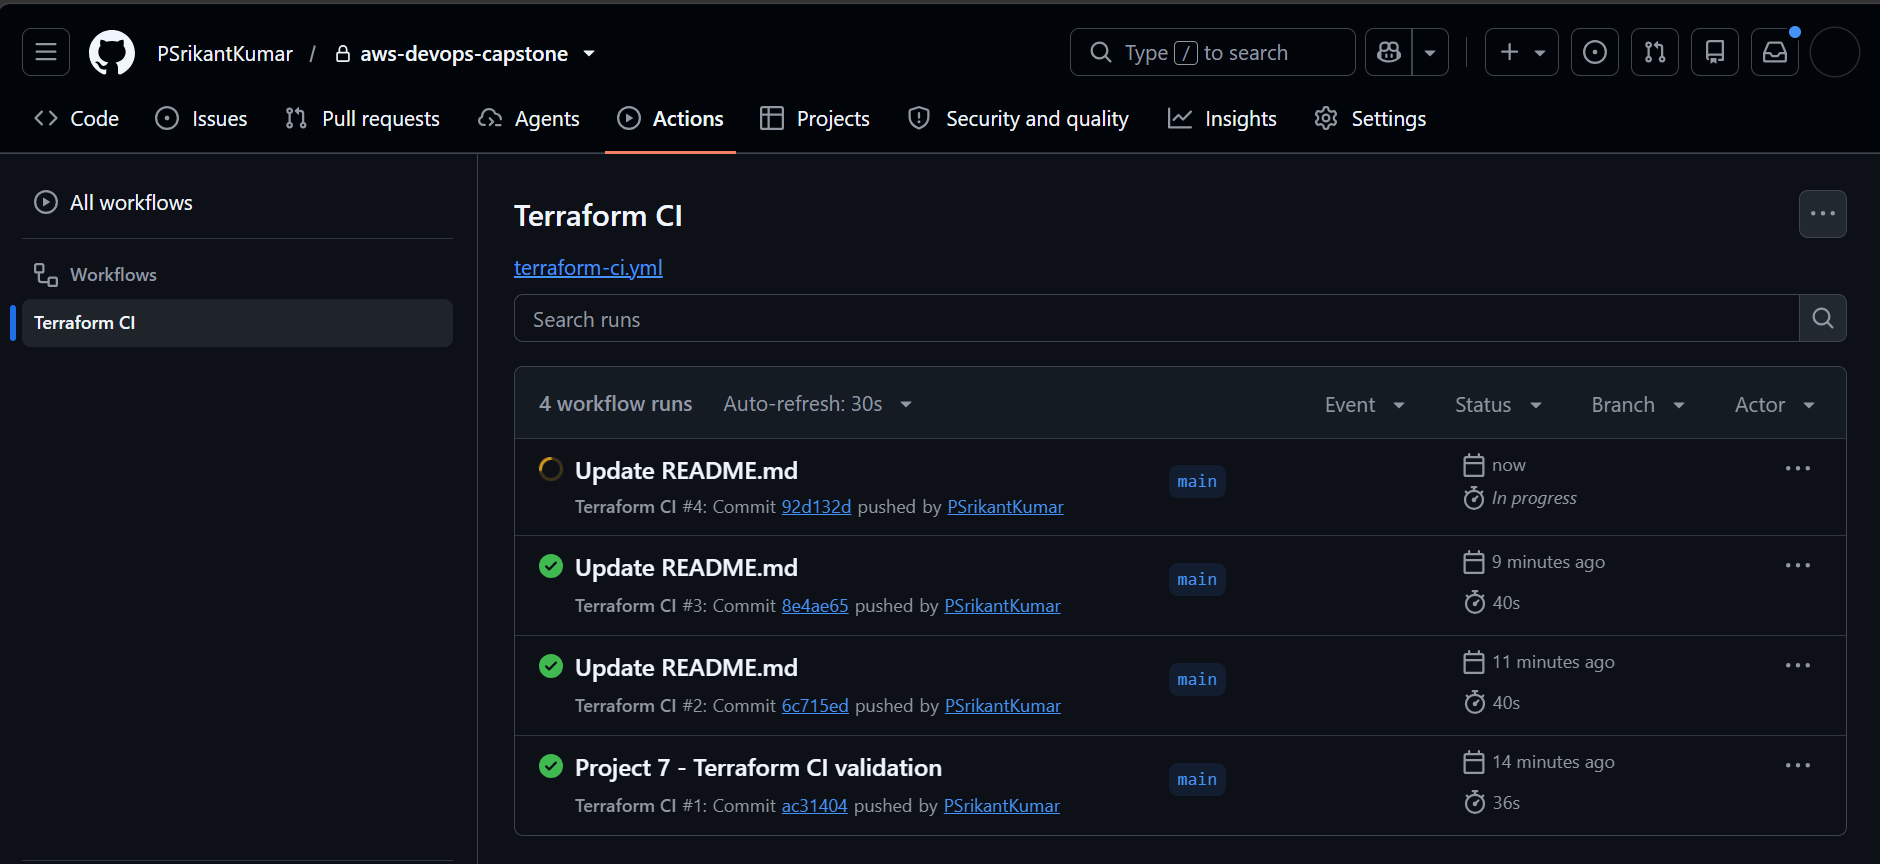 PSrikantKumar / aws-devops-capstone
Type / to search
Code Issues Pull requests Agents Actions Projects Security and quality Insights Settings
All workflows
Workflows
Terraform CI
Terraform CI
terraform-ci.yml
Search runs
4 workflow runs Auto-refresh: 30s Event Status Branch Actor
Update README.md
Terraform CI #4: Commit 92d132d pushed by PSrikantKumar
main
now
In progress
Update README.md
Terraform CI #3: Commit 8e4ae65 pushed by PSrikantKumar
main
9 minutes ago
40s
Update README.md
Terraform CI #2: Commit 6c715ed pushed by PSrikantKumar
main
11 minutes ago
40s
Project 7 - Terraform CI validation
Terraform CI #1: Commit ac31404 pushed by PSrikantKumar
main
14 minutes ago
36s